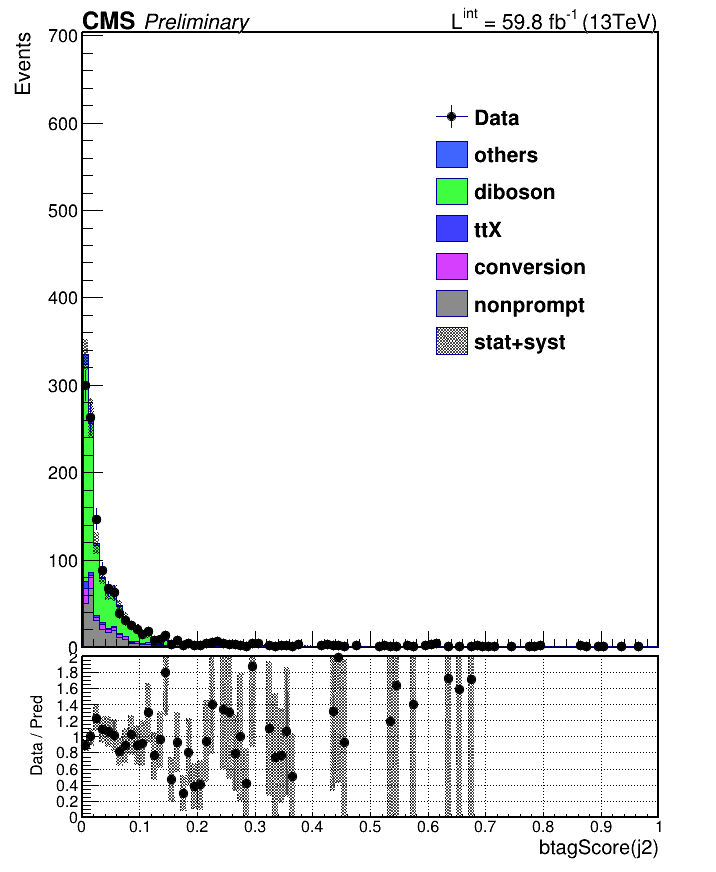 CMS Preliminary L^int = 59.8 fb^-1 (13TeV)
Events
700
600
500
400
300
200
100
0
Data
others
diboson
ttX
conversion
nonprompt
stat+syst
Data / Pred
2
1.8
1.6
1.4
1.2
1
0.8
0.6
0.4
0.2
0
0 0.1 0.2 0.3 0.4 0.5 0.6 0.7 0.8 0.9 1
btagScore(j2)